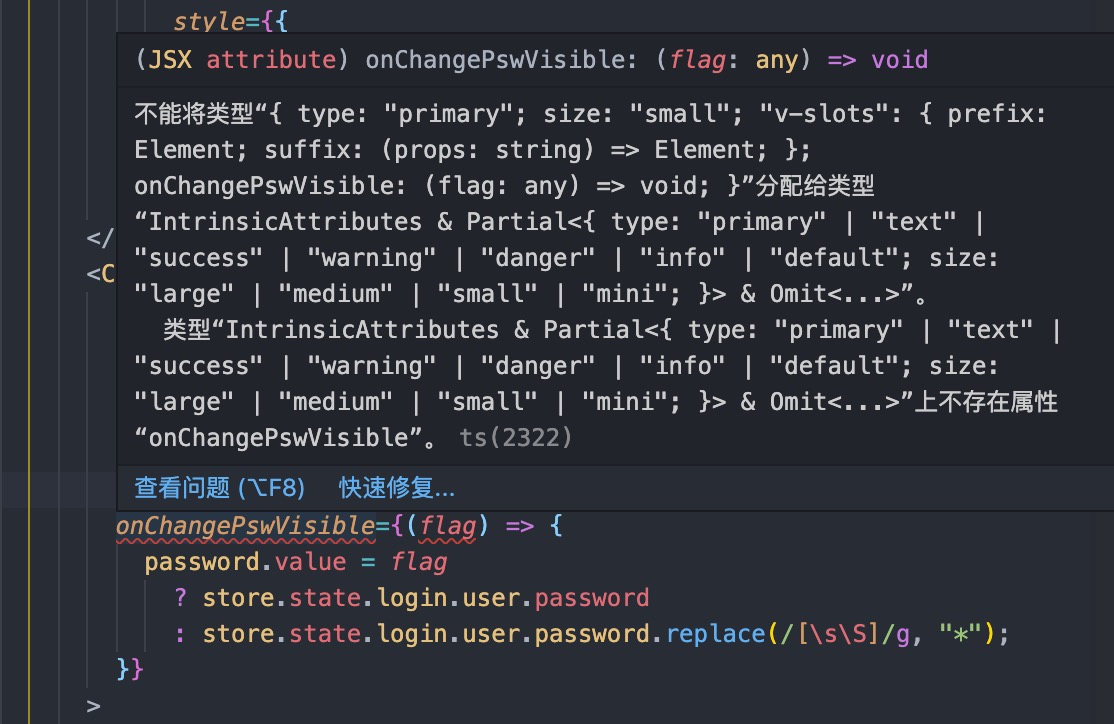 style={{
(JSX attribute) onChangePswVisible: (flag: any) => void
不能将类型“{ type: "primary"; size: "small"; "v-slots": { prefix:
Element; suffix: (props: string) => Element; };
onChangePswVisible: (flag: any) => void; }”分配给类型
“IntrinsicAttributes & Partial<{ type: "primary" | "text" |
"success" | "warning" | "danger" | "info" | "default"; size:
"large" | "medium" | "small" | "mini"; }> & Omit<...>”。
类型“IntrinsicAttributes & Partial<{ type: "primary" | "text" |
"success" | "warning" | "danger" | "info" | "default"; size:
"large" | "medium" | "small" | "mini"; }> & Omit<...>”上不存在属性
“onChangePswVisible”。 ts(2322)
</
<C
查看问题 (⌥F8) 快速修复...
onChangePswVisible={(flag) => {
password.value = flag
? store.state.login.user.password
: store.state.login.user.password.replace(/[\s\S]/g, "*");
}}
>